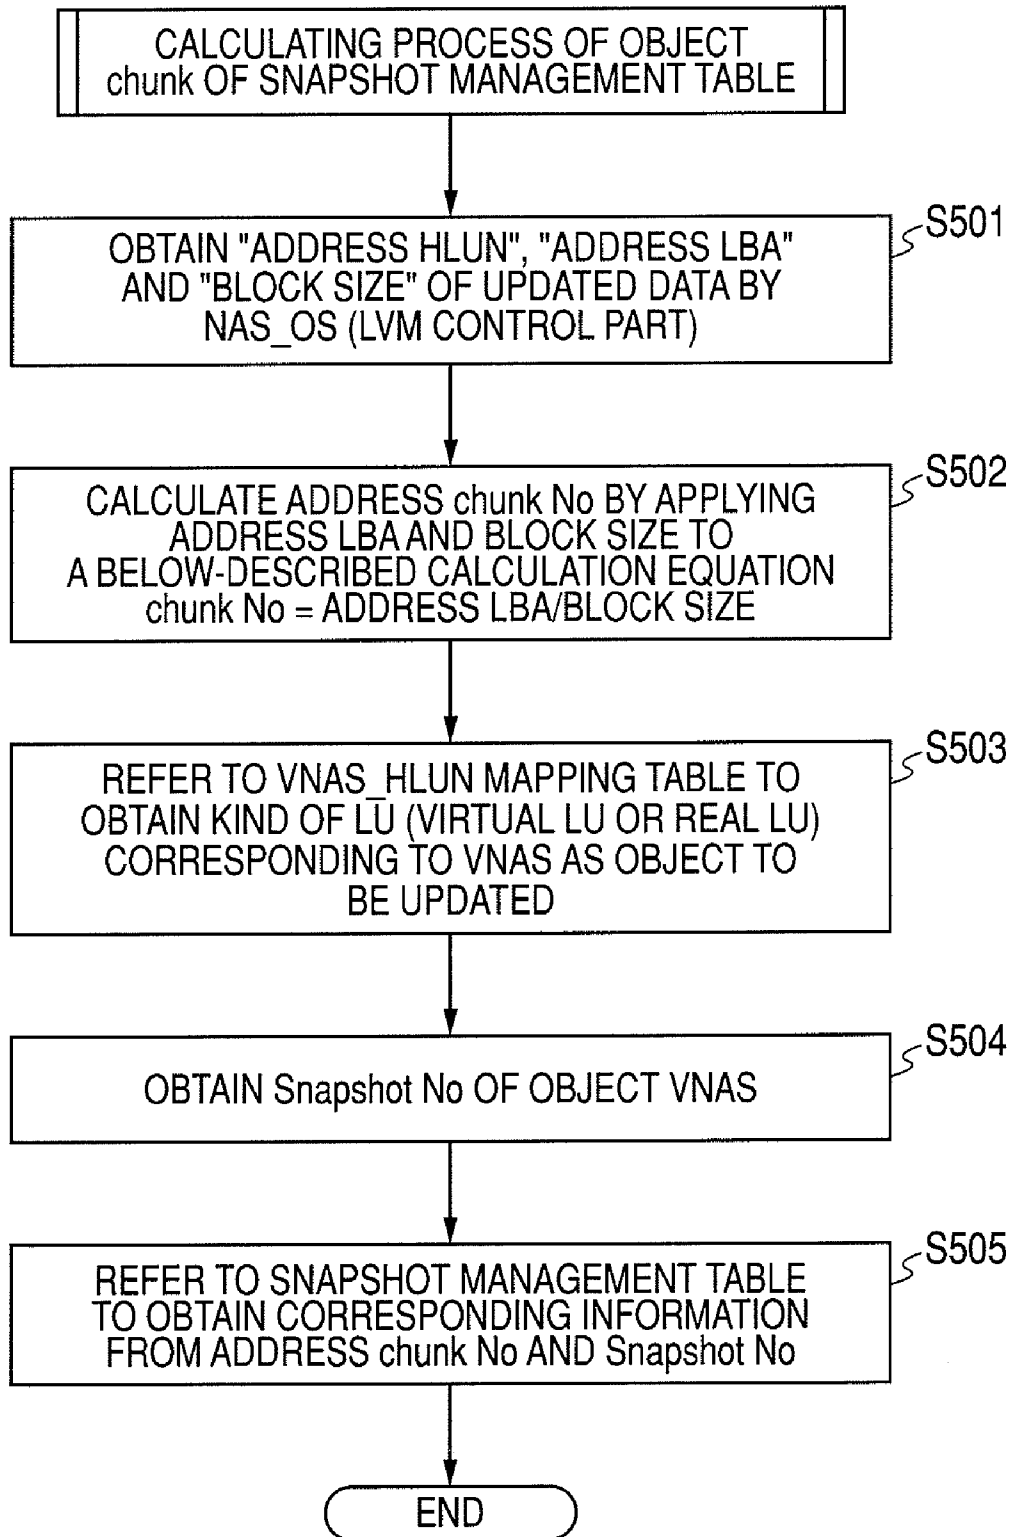 CALCULATING PROCESS OF OBJECT
chunk OF SNAPSHOT MANAGEMENT TABLE
S501
OBTAIN "ADDRESS HLUN", "ADDRESS LBA"
AND "BLOCK SIZE" OF UPDATED DATA BY
NAS_OS (LVM CONTROL PART)
S502
CALCULATE ADDRESS chunk No BY APPLYING
ADDRESS LBA AND BLOCK SIZE TO
A BELOW-DESCRIBED CALCULATION EQUATION
chunk No = ADDRESS LBA/BLOCK SIZE
S503
REFER TO VNAS_HLUN MAPPING TABLE TO
OBTAIN KIND OF LU (VIRTUAL LU OR REAL LU)
CORRESPONDING TO VNAS AS OBJECT TO
BE UPDATED
S504
OBTAIN Snapshot No OF OBJECT VNAS
S505
REFER TO SNAPSHOT MANAGEMENT TABLE
TO OBTAIN CORRESPONDING INFORMATION
FROM ADDRESS chunk No AND Snapshot No
END